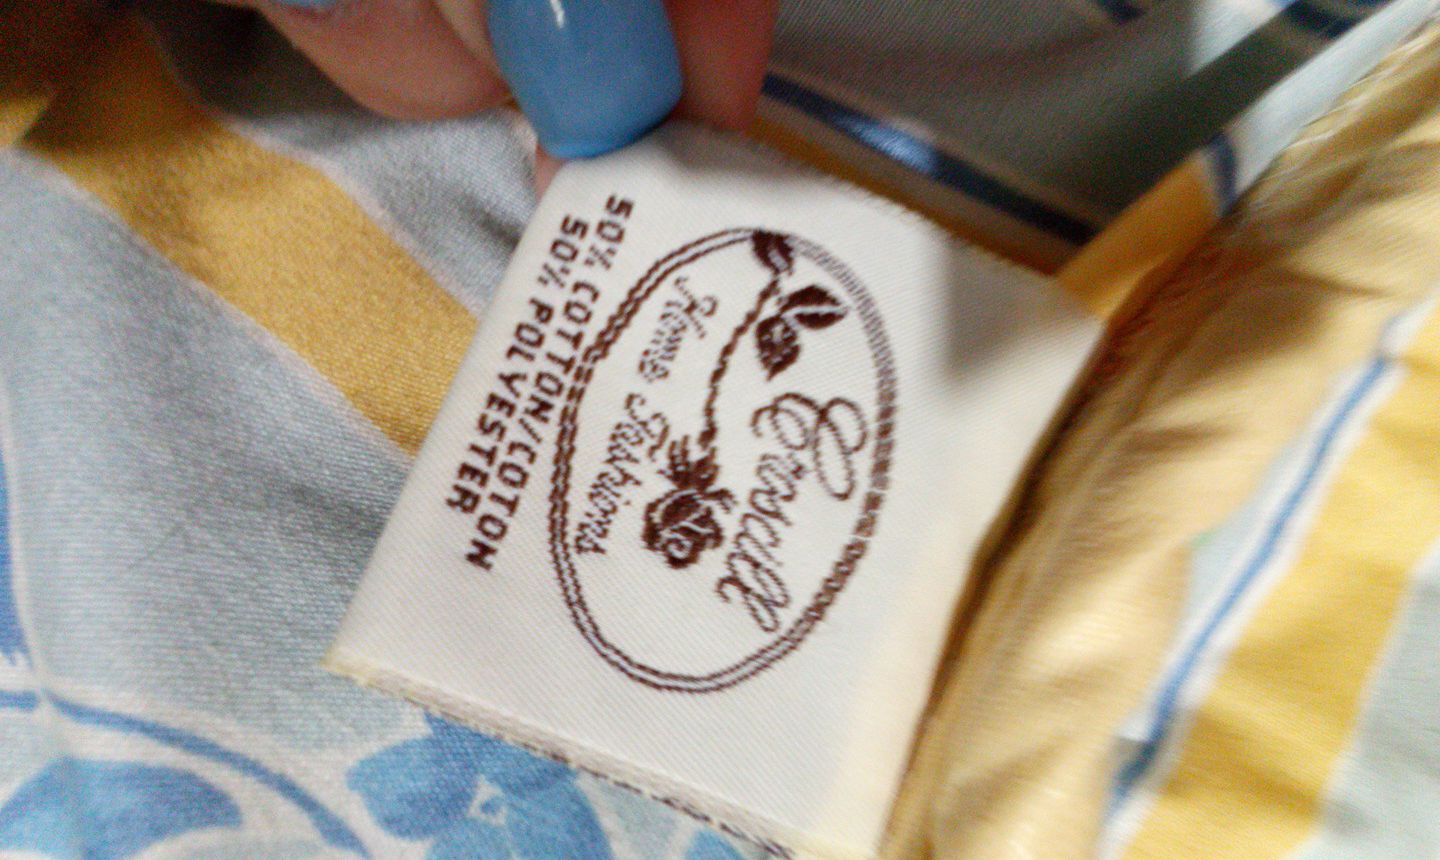 Croscill
Home Fashions
50% COTTON/COTON
50% POLYESTER